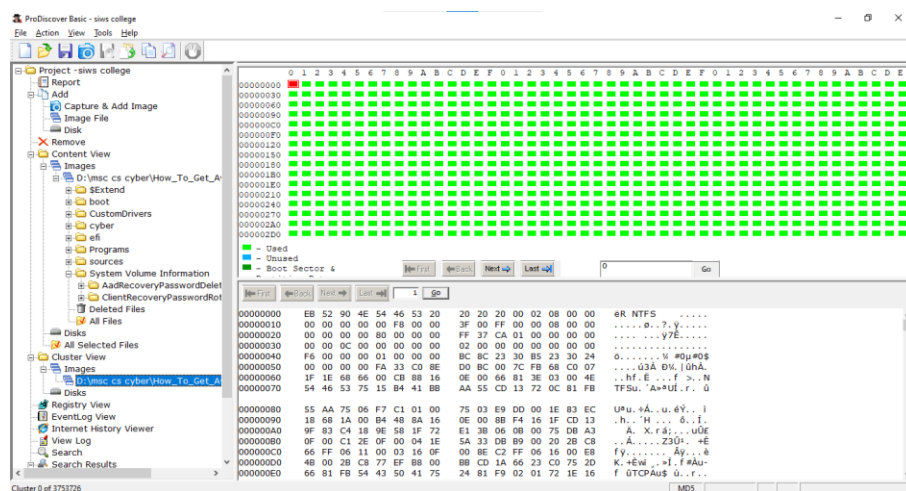 ProDiscover Basic - siws college
File Action View Tools Help
Project -siws college
Report
Add
Capture & Add Image
Image File
Disk
Remove
Content View
Images
D:\msc cs cyber\How_To_Get_A
$Extend
boot
CustomDrivers
cyber
efi
Programs
sources
System Volume Information
AadRecoveryPasswordDelet
ClientRecoveryPasswordRot
Deleted Files
All Files
Disks
All Selected Files
Cluster View
Images
D:\msc cs cyber\How_To_Get_A
Disks
Registry View
EventLog View
Internet History Viewer
View Log
Search
Search Results
0 1 2 3 4 5 6 7 8 9 A B C D E F 0 1 2 3 4 5 6 7 8 9 A B C D E F 0 1 2 3 4 5 6 7 8 9 A B C D E
00000000
00000030
00000060
00000090
000000C0
000000F0
00000120
00000150
00000180
000001B0
000001E0
00000210
00000240
00000270
000002A0
000002D0
- Used
- Unused
- Boot Sector &
First Back Next Last 0 Go
First Back Next Last 1 Go
00000000 EB 52 90 4E 54 46 53 20 20 20 20 00 02 08 00 00 ëR NTFS .....
00000010 00 00 00 00 00 F8 00 00 3F 00 FF 00 00 08 00 00 .....ø..?.ÿ.....
00000020 00 00 00 00 80 00 00 00 FF 37 CA 01 00 00 00 00
00000030 00 00 0C 00 00 00 00 00 02 00 00 00 00 00 00 00
00000040 F6 00 00 00 01 00 00 00 BC 8C 23 30 B5 23 30 24
00000050 00 00 00 00 FA 33 C0 8E D0 BC 00 7C FB 68 C0 07
00000060 1F 1E 68 66 00 CB 88 16 0E 00 66 81 3E 03 00 4E
00000070 54 46 53 75 15 B4 41 BB AA 55 CD 13 72 0C 81 FB
00000080 55 AA 75 06 F7 C1 01 00 75 03 E9 DD 00 1E 83 EC
00000090 18 68 1A 00 B4 48 8A 16 0E 00 8B F4 16 1F CD 13
000000A0 9F 83 C4 18 9E 58 1F 72 E1 3B 06 0B 00 75 DB A3
000000B0 0F 00 C1 2E 0F 00 04 1E 5A 33 DB B9 00 20 2B C8
000000C0 66 FF 06 11 00 03 16 0F 00 8E C2 FF 06 16 00 E8
000000D0 4B 00 2B C8 77 EF B8 00 BB CD 1A 66 23 C0 75 2D
000000E0 66 81 FB 54 43 50 41 75 24 81 F9 02 01 72 1E 16
Cluster 0 of 3753726 MD5